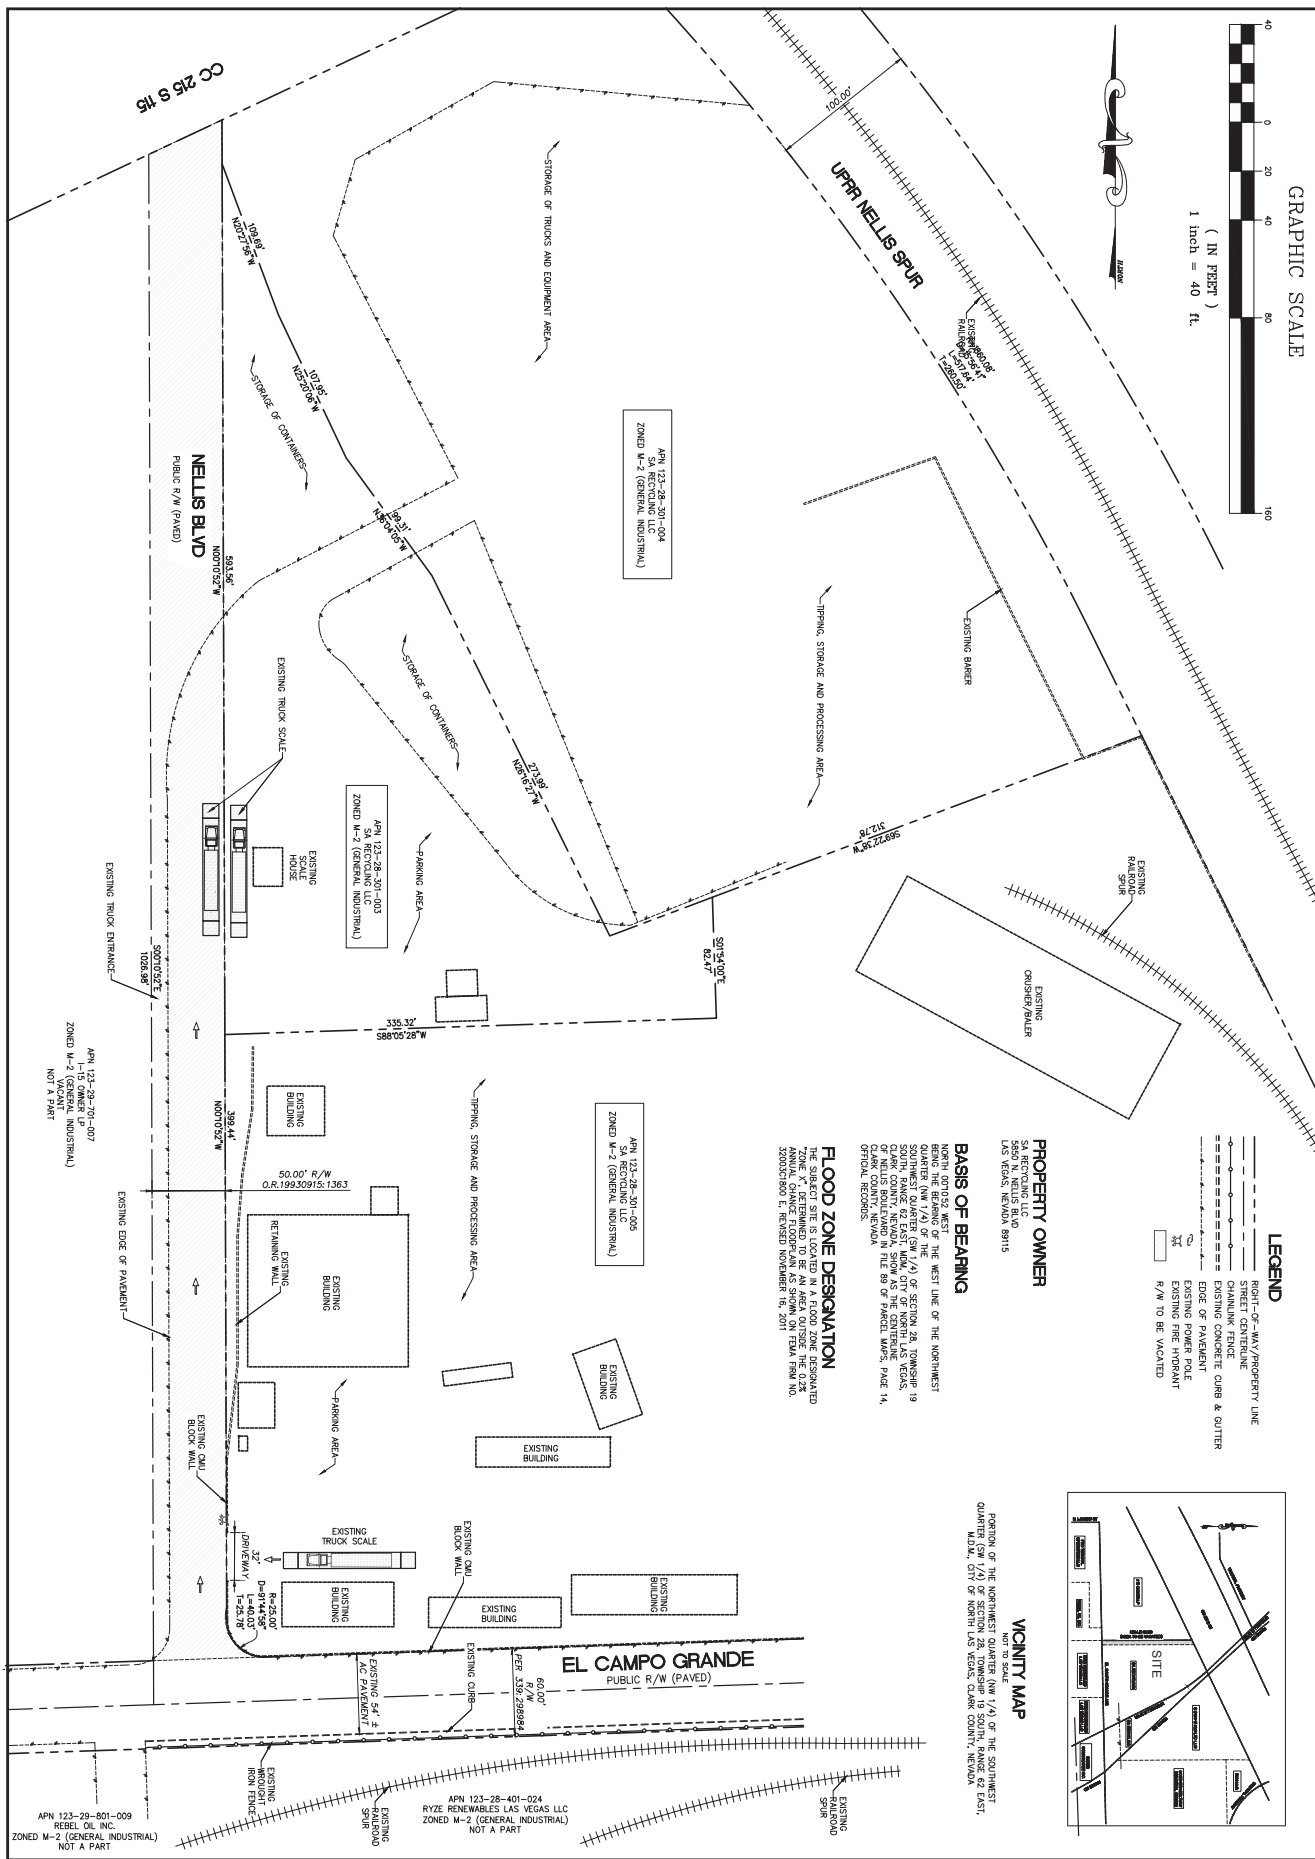 GRAPHIC SCALE
40
0
20
40
80
160
( IN FEET )
1 inch = 40 ft.
NORTH
CC 215 S 115
100.00'
UPRR NELLIS SPUR
EXISTING
RAILROAD
L=517.64'
T=260.50'
STORAGE OF TRUCKS AND EQUIPMENT AREA
109.69'
N20°27'56"W
107.95'
N25°20'06"W
STORAGE OF CONTAINERS
99.31'
N36°04'05"W
APN 123-28-301-004
SA RECYCLING LLC
ZONED M-2 (GENERAL INDUSTRIAL)
NELLIS BLVD
PUBLIC R/W (PAVED)
593.56'
N00°10'52"W
EXISTING BARIER
TIPPING, STORAGE AND PROCESSING AREA
STORAGE OF CONTAINERS
273.99'
N26°16'27"W
EXISTING TRUCK SCALE
EXISTING
SCALE
HOUSE
APN 123-28-301-003
SA RECYCLING LLC
ZONED M-2 (GENERAL INDUSTRIAL)
PARKING AREA
S69°22'38"W
312.78'
EXISTING
RAILROAD
SPUR
EXISTING
CRUSHER/BALER
S01°54'00"E
82.47'
335.32'
S88°05'28"W
EXISTING TRUCK ENTRANCE
S00°10'52"E
1026.98'
APN 123-29-701-007
I-15 OWNER LP
ZONED M-2 (GENERAL INDUSTRIAL)
VACANT
NOT A PART
399.44'
N00°10'52"W
50.00' R/W
O.R.19930915:1363
EXISTING
BUILDING
TIPPING, STORAGE AND PROCESSING AREA
APN 123-28-301-005
SA RECYCLING LLC
ZONED M-2 (GENERAL INDUSTRIAL)
EXISTING
RETAINING WALL
EXISTING
BUILDING
EXISTING EDGE OF PAVEMENT
PARKING AREA
EXISTING
BUILDING
EXISTING
BUILDING
EXISTING CMU
BLOCK WALL
EXISTING
TRUCK SCALE
32'
DRIVEWAY
EXISTING CMU
BLOCK WALL
EXISTING
BUILDING
EXISTING
BUILDING
EXISTING
BUILDING
R=25.00'
D=91°44'58"
L=40.03'
T=25.78'
EL CAMPO GRANDE
PUBLIC R/W (PAVED)
EXISTING 54' ±
AC PAVEMENT
EXISTING CURB
60.00'
R/W
PER 339:298984
EXISTING
WROUGHT
IRON FENCE
EXISTING
RAILROAD
SPUR
EXISTING
RAILROAD
SPUR
APN 123-29-801-009
REBEL OIL INC.
ZONED M-2 (GENERAL INDUSTRIAL)
NOT A PART
APN 123-28-401-024
RYZE RENEWABLES LAS VEGAS LLC
ZONED M-2 (GENERAL INDUSTRIAL)
NOT A PART
LEGEND
RIGHT-OF-WAY/PROPERTY LINE
STREET CENTERLINE
CHAINLINK FENCE
EXISTING CONCRETE CURB & GUTTER
EDGE OF PAVEMENT
EXISTING POWER POLE
EXISTING FIRE HYDRANT
R/W TO BE VACATED
PROPERTY OWNER
SA RECYCLING LLC
5850 N. NELLIS BLVD
LAS VEGAS, NEVADA 89115
BASIS OF BEARING
NORTH 00°10'52 WEST
BEING THE BEARING OF THE WEST LINE OF THE NORTHWEST
QUARTER (NW 1/4) OF THE
SOUTHWEST QUARTER (SW 1/4) OF SECTION 28, TOWNSHIP 19
SOUTH, RANGE 62 EAST, MDM, CITY OF NORTH LAS VEGAS,
CLARK COUNTY, NEVADA, SHOW AS THE CENTERLINE
OF NELLIS BOULEVARD IN FILE 89 OF PARCEL MAPS, PAGE 14,
CLARK COUNTY, NEVADA
OFFICIAL RECORDS.
FLOOD ZONE DESIGNATION
THE SUBJECT SITE IS LOCATED IN A FLOOD ZONE DESIGNATED
"ZONE X", DETERMINED TO BE AN AREA OUTSIDE THE 0.2%
ANNUAL CHANCE FLOODPLAIN AS SHOWN ON FEMA FIRM NO.
32003C1800 E, REVISED NOVEMBER 16, 2011
SITE
VICINITY MAP
NOT TO SCALE
PORTION OF THE NORTHWEST QUARTER (NW 1/4) OF THE SOUTHWEST
QUARTER (SW 1/4) OF SECTION 28, TOWNSHIP 19 SOUTH, RANGE 62 EAST,
M.D.M., CITY OF NORTH LAS VEGAS, CLARK COUNTY, NEVADA